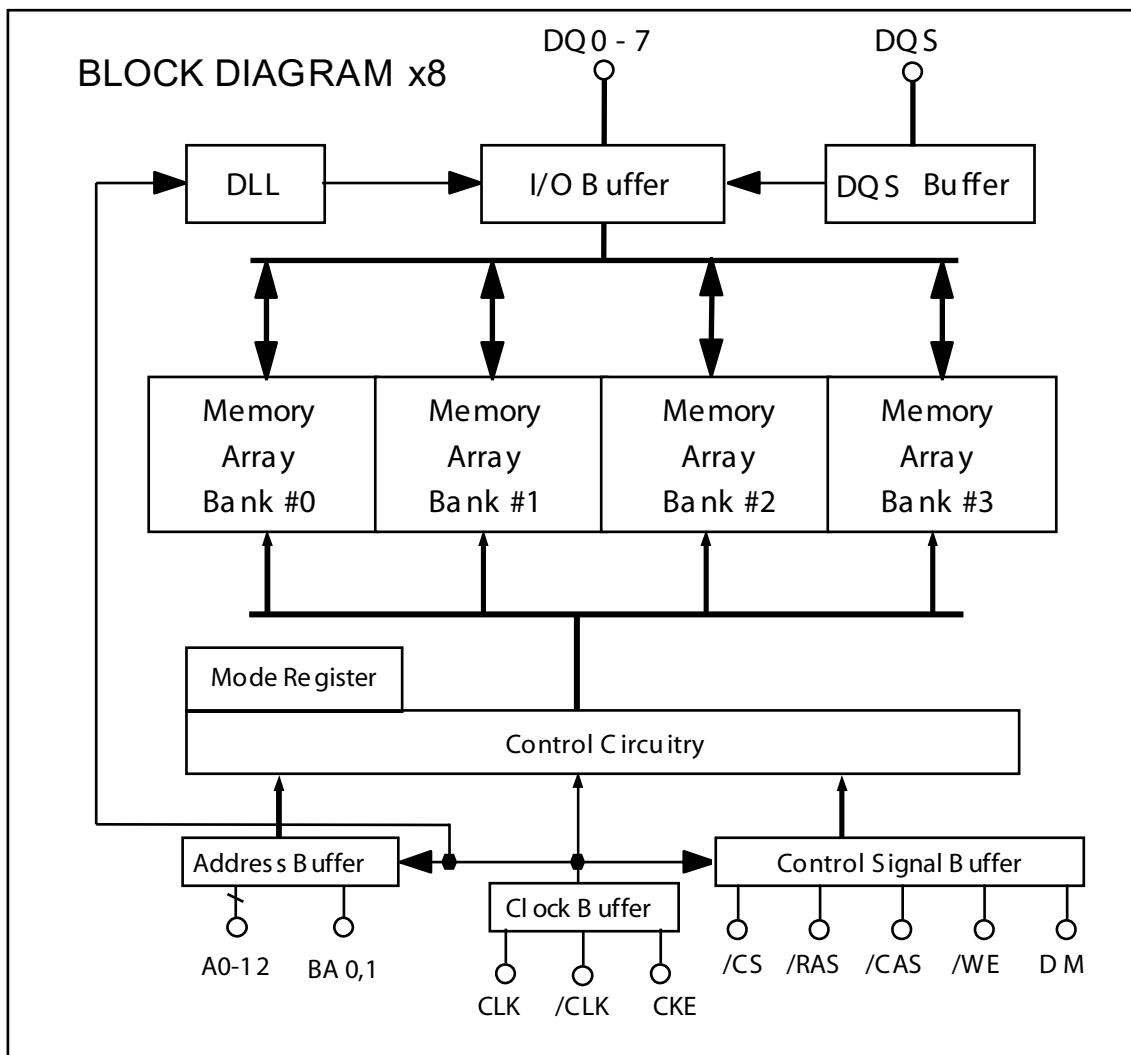 DQ0 - 7
DQS
BLOCK DIAGRAM x8
DLL
I/O Buffer
DQS Buffer
Memory
Array
Bank #0
Memory
Array
Bank #1
Memory
Array
Bank #2
Memory
Array
Bank #3
Mode Register
Control Circuitry
Address Buffer
Control Signal Buffer
Clock Buffer
A0-12
BA 0,1
/CS
/RAS
/CAS
/WE
DM
CLK
/CLK
CKE